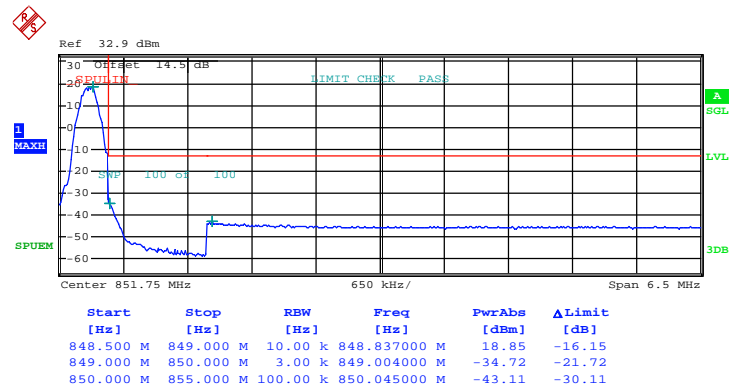 R S
Ref 32.9 dBm
Offset 14.5 dB
30
20
10
0
-10
-20
-30
-40
-50
-60
SPULIN
LIMIT CHECK PASS
A
SGL
1
MAXH
LVL
SWP 100 of 100
SPUEM
3DB
Center 851.75 MHz 650 kHz/ Span 6.5 MHz
Start Stop RBW Freq PwrAbs ΔLimit
[Hz] [Hz] [Hz] [Hz] [dBm] [dB]
848.500 M 849.000 M 10.00 k 848.837000 M 18.85 -16.15
849.000 M 850.000 M 3.00 k 849.004000 M -34.72 -21.72
850.000 M 855.000 M 100.00 k 850.045000 M -43.11 -30.11